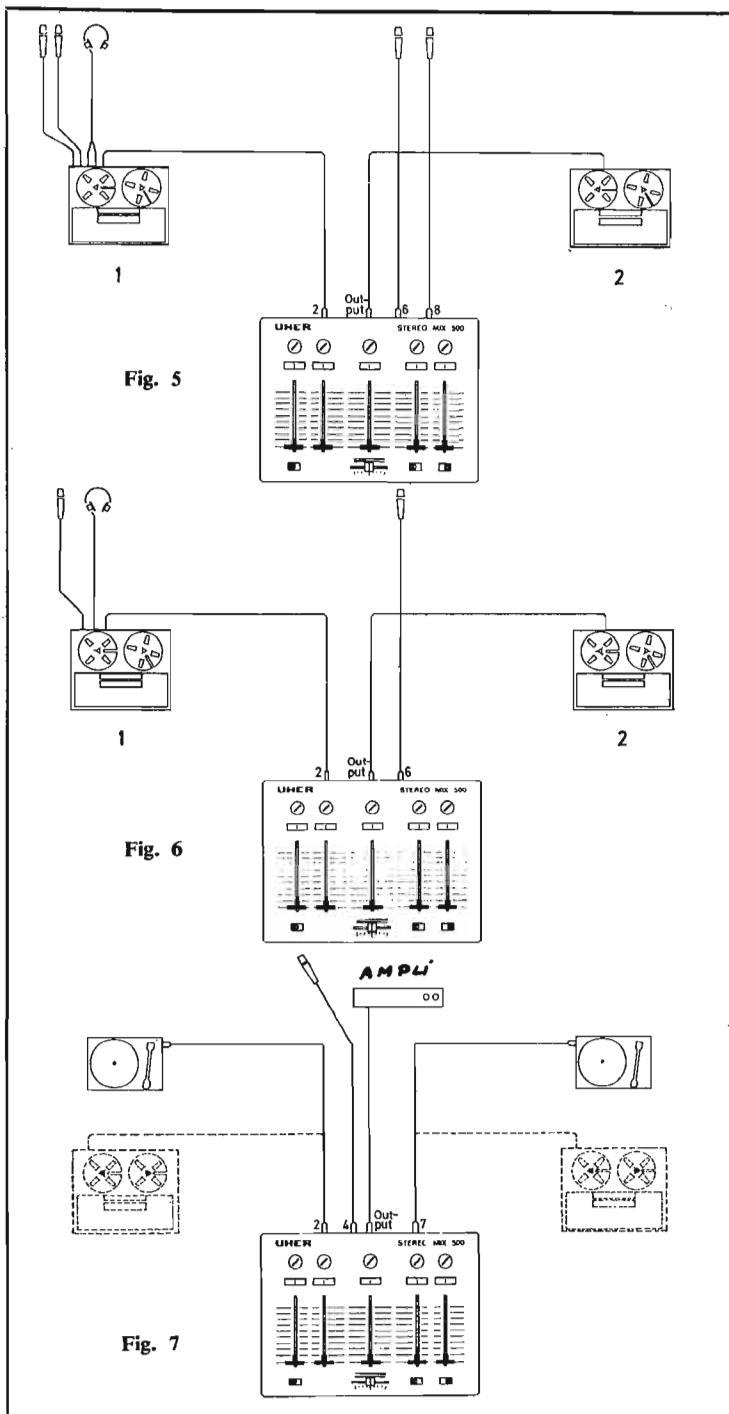 1
2
2
Out-
put
6
8
UHER
STEREO MIX 500
Fig. 5
1
2
2
Out-
put
6
UHER
STEREO MIX 500
Fig. 6
AMPLI
2
4
Out-
put
7
UHER
STEREC MIX 500
Fig. 7